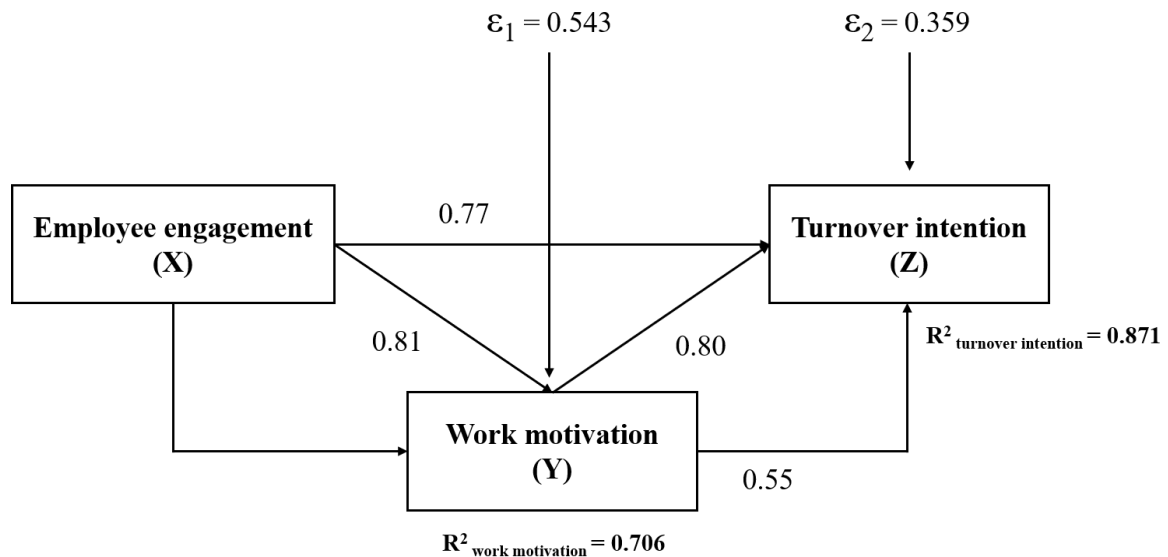 ε1 = 0.543
ε2 = 0.359
Employee engagement
(X)
0.77
Turnover intention
(Z)
0.81
0.80
R² turnover intention = 0.871
Work motivation
(Y)
0.55
R² work motivation = 0.706